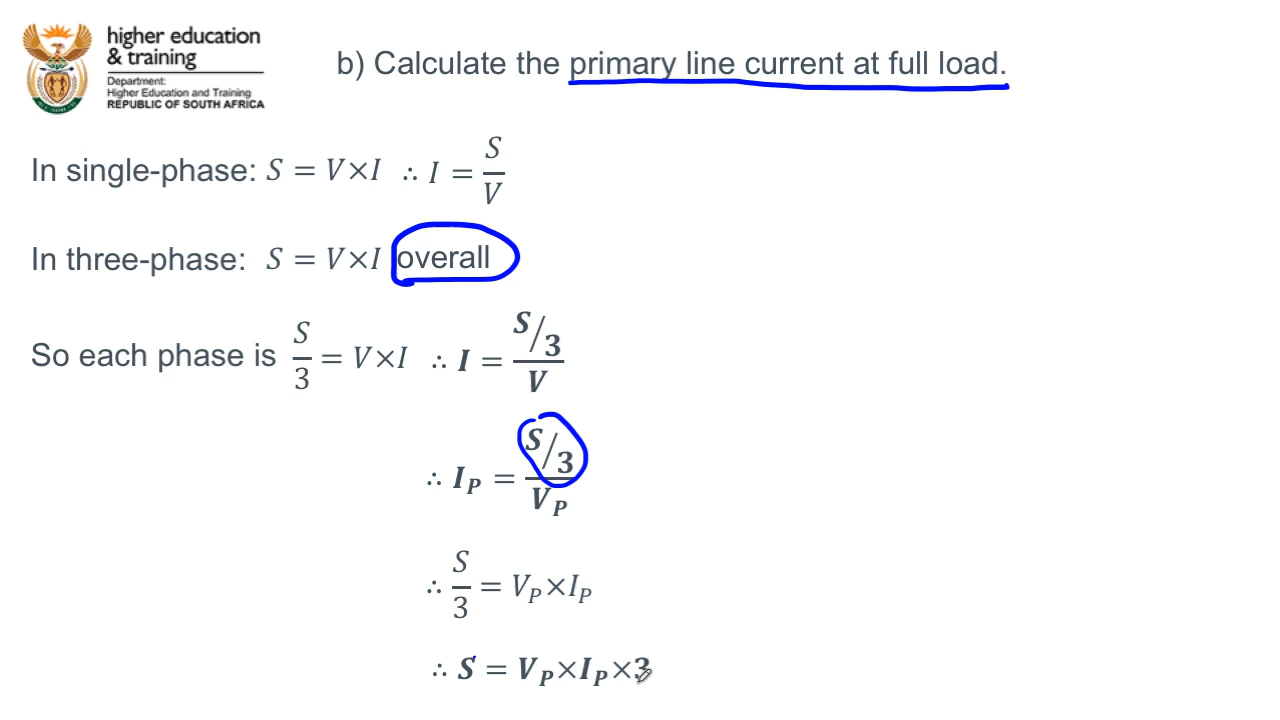 higher education
& training
Department:
Higher Education and Training
REPUBLIC OF SOUTH AFRICA
b) Calculate the primary line current at full load.
In single-phase: S = V×I ∴ I = S/V
In three-phase: S = V×I overall
So each phase is S/3 = V×I ∴ I = (S/3)/V
∴ I_P = (S/3)/V_P
∴ S/3 = V_P×I_P
∴ S = V_P×I_P×3